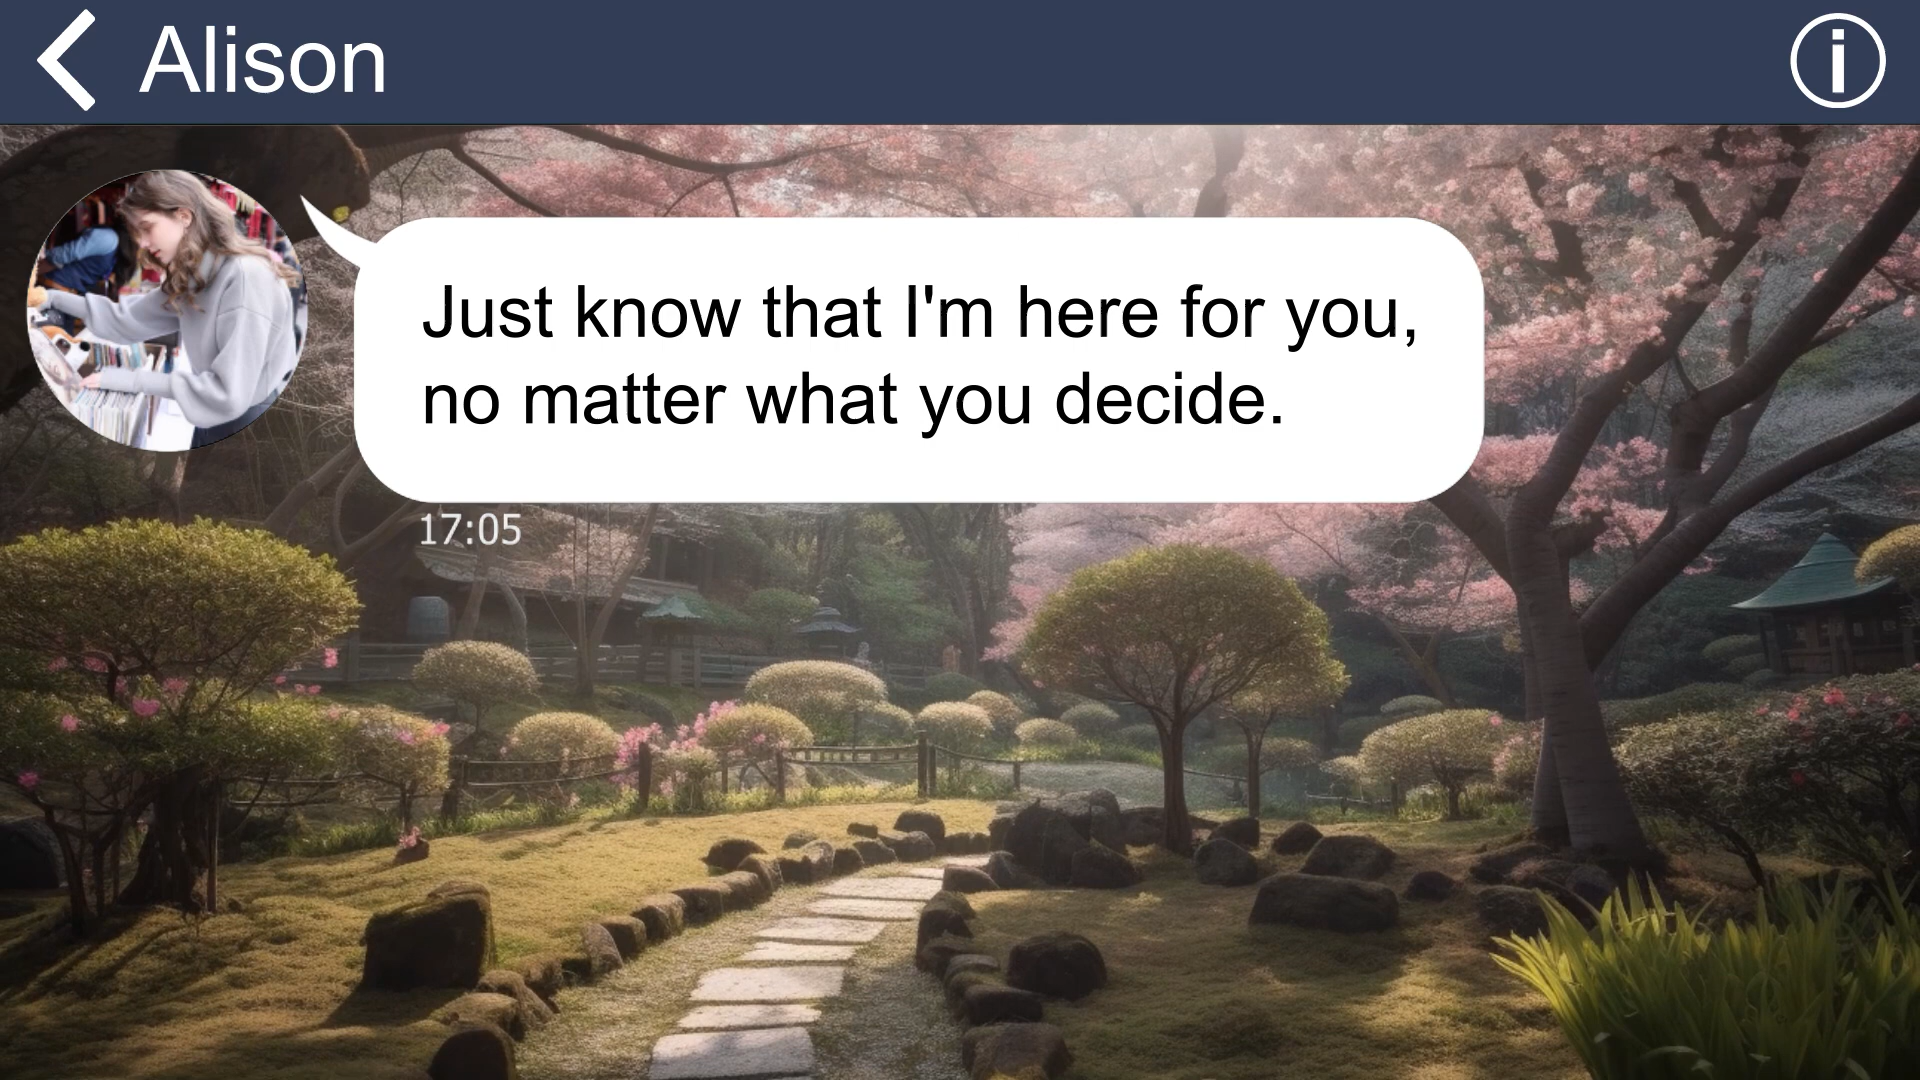 Alison
Just know that I'm here for you,
no matter what you decide.
17:05